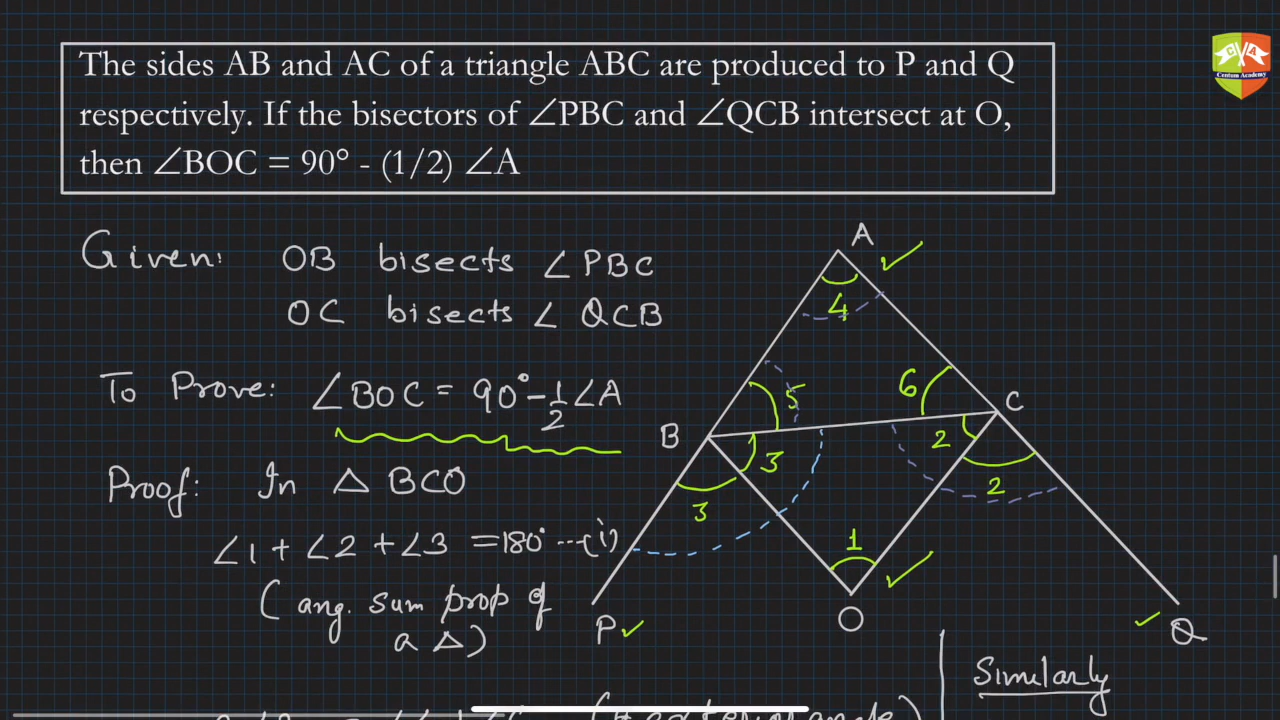 The sides AB and AC of a triangle ABC are produced to P and Q
respectively. If the bisectors of ∠PBC and ∠QCB intersect at O,
then ∠BOC = 90° - (1/2) ∠A
C A
Centum Academy
Given: OB bisects ∠PBC
OC bisects ∠QCB
To Prove: ∠BOC = 90° - 1/2 ∠A
Proof: In △ BCO
∠1 + ∠2 + ∠3 = 180° ---(i)
( ang. sum prop of
a △)
A
4
5
6
C
B
3
2
3
2
1
P
O
Q
Similarly